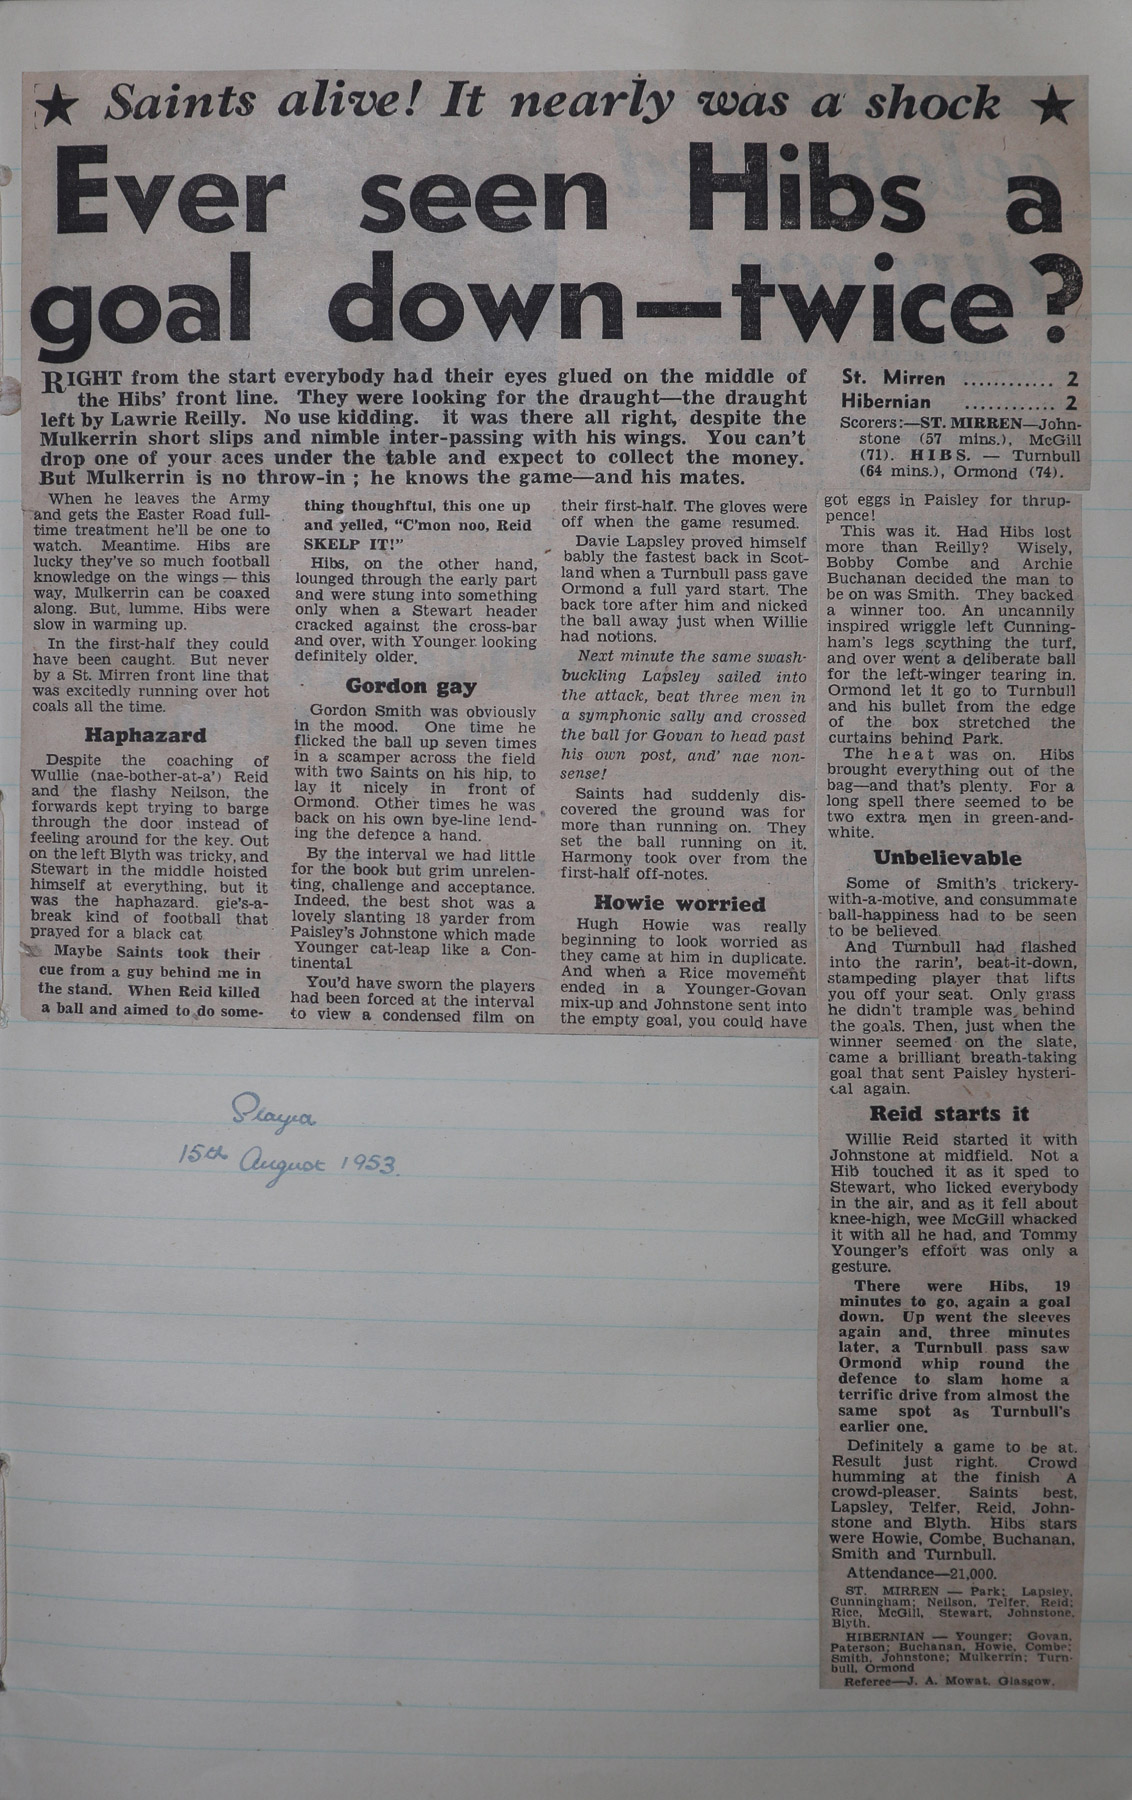 ★ Saints alive! It nearly was a shock ★
Ever seen Hibs a
goal down—twice?
RIGHT from the start everybody had their eyes glued on the middle of
the Hibs' front line. They were looking for the draught—the draught
left by Lawrie Reilly. No use kidding. it was there all right, despite the
Mulkerrin short slips and nimble inter-passing with his wings. You can't
drop one of your aces under the table and expect to collect the money.
But Mulkerrin is no throw-in ; he knows the game—and his mates.
St. Mirren ............ 2
Hibernian ............ 2
Scorers:—ST. MIRREN—John-
stone (57 mins.), McGill
(71). HIBS. — Turnbull
(64 mins.), Ormond (74).
When he leaves the Army
and gets the Easter Road full-
time treatment he'll be one to
watch. Meantime. Hibs are
lucky they've so much football
knowledge on the wings — this
way, Mulkerrin can be coaxed
along. But, lumme, Hibs were
slow in warming up.
In the first-half they could
have been caught. But never
by a St. Mirren front line that
was excitedly running over hot
coals all the time.
Haphazard
Despite the coaching of
Wullie (nae-bother-at-a') Reid
and the flashy Neilson, the
forwards kept trying to barge
through the door instead of
feeling around for the key. Out
on the left Blyth was tricky, and
Stewart in the middle hoisted
himself at everything, but it
was the haphazard. gie's-a-
break kind of football that
prayed for a black cat
Maybe Saints took their
cue from a guy behind me in
the stand. When Reid killed
a ball and aimed to do some-
thing thoughtful, this one up
and yelled, "C'mon noo, Reid
SKELP IT!"
Hibs, on the other hand,
lounged through the early part
and were stung into something
only when a Stewart header
cracked against the cross-bar
and over, with Younger looking
definitely older.
Gordon gay
Gordon Smith was obviously
in the mood. One time he
flicked the ball up seven times
in a scamper across the field
with two Saints on his hip, to
lay it nicely in front of
Ormond. Other times he was
back on his own bye-line lend-
ing the defence a hand.
By the interval we had little
for the book but grim unrelen-
ting, challenge and acceptance.
Indeed, the best shot was a
lovely slanting 18 yarder from
Paisley's Johnstone which made
Younger cat-leap like a Con-
tinental
You'd have sworn the players
had been forced at the interval
to view a condensed film on
their first-half. The gloves were
off when the game resumed.
Davie Lapsley proved himself
bably the fastest back in Scot-
land when a Turnbull pass gave
Ormond a full yard start. The
back tore after him and nicked
the ball away just when Willie
had notions.
Next minute the same swash-
buckling Lapsley sailed into
the attack, beat three men in
a symphonic sally and crossed
the ball for Govan to head past
his own post, and' nae non-
sense!
Saints had suddenly dis-
covered the ground was for
more than running on. They
set the ball running on it.
Harmony took over from the
first-half off-notes.
Howie worried
Hugh Howie was really
beginning to look worried as
they came at him in duplicate.
And when a Rice movement
ended in a Younger-Govan
mix-up and Johnstone sent into
the empty goal, you could have
got eggs in Paisley for thrup-
pence!
This was it. Had Hibs lost
more than Reilly? Wisely,
Bobby Combe and Archie
Buchanan decided the man to
be on was Smith. They backed
a winner too. An uncannily
inspired wriggle left Cunning-
ham's legs scything the turf,
and over went a deliberate ball
for the left-winger tearing in.
Ormond let it go to Turnbull
and his bullet from the edge
of the box stretched the
curtains behind Park.
The heat was on. Hibs
brought everything out of the
bag—and that's plenty. For a
long spell there seemed to be
two extra men in green-and-
white.
Unbelievable
Some of Smith's trickery-
with-a-motive, and consummate
ball-happiness had to be seen
to be believed.
And Turnbull had flashed
into the rarin', beat-it-down,
stampeding player that lifts
you off your seat. Only grass
he didn't trample was behind
the goals. Then, just when the
winner seemed on the slate,
came a brilliant breath-taking
goal that sent Paisley hysteri-
cal again.
Reid starts it
Willie Reid started it with
Johnstone at midfield. Not a
Hib touched it as it sped to
Stewart, who licked everybody
in the air, and as it fell about
knee-high, wee McGill whacked
it with all he had, and Tommy
Younger's effort was only a
gesture.
There were Hibs, 19
minutes to go, again a goal
down. Up went the sleeves
again and, three minutes
later, a Turnbull pass saw
Ormond whip round the
defence to slam home a
terrific drive from almost the
same spot as Turnbull's
earlier one.
Definitely a game to be at.
Result just right. Crowd
humming at the finish A
crowd-pleaser. Saints best.
Lapsley, Telfer, Reid, John-
stone and Blyth. Hibs stars
were Howie, Combe, Buchanan,
Smith and Turnbull.
Attendance—21,000.
ST. MIRREN — Park; Lapsley,
Cunningham; Neilson, Telfer, Reid;
Rice, McGill, Stewart, Johnstone,
Blyth.
HIBERNIAN — Younger; Govan,
Paterson; Buchanan, Howie, Combe;
Smith, Johnstone; Mulkerrin; Turn-
bull, Ormond
Referee—J. A. Mowat, Glasgow.
15th August 1953.